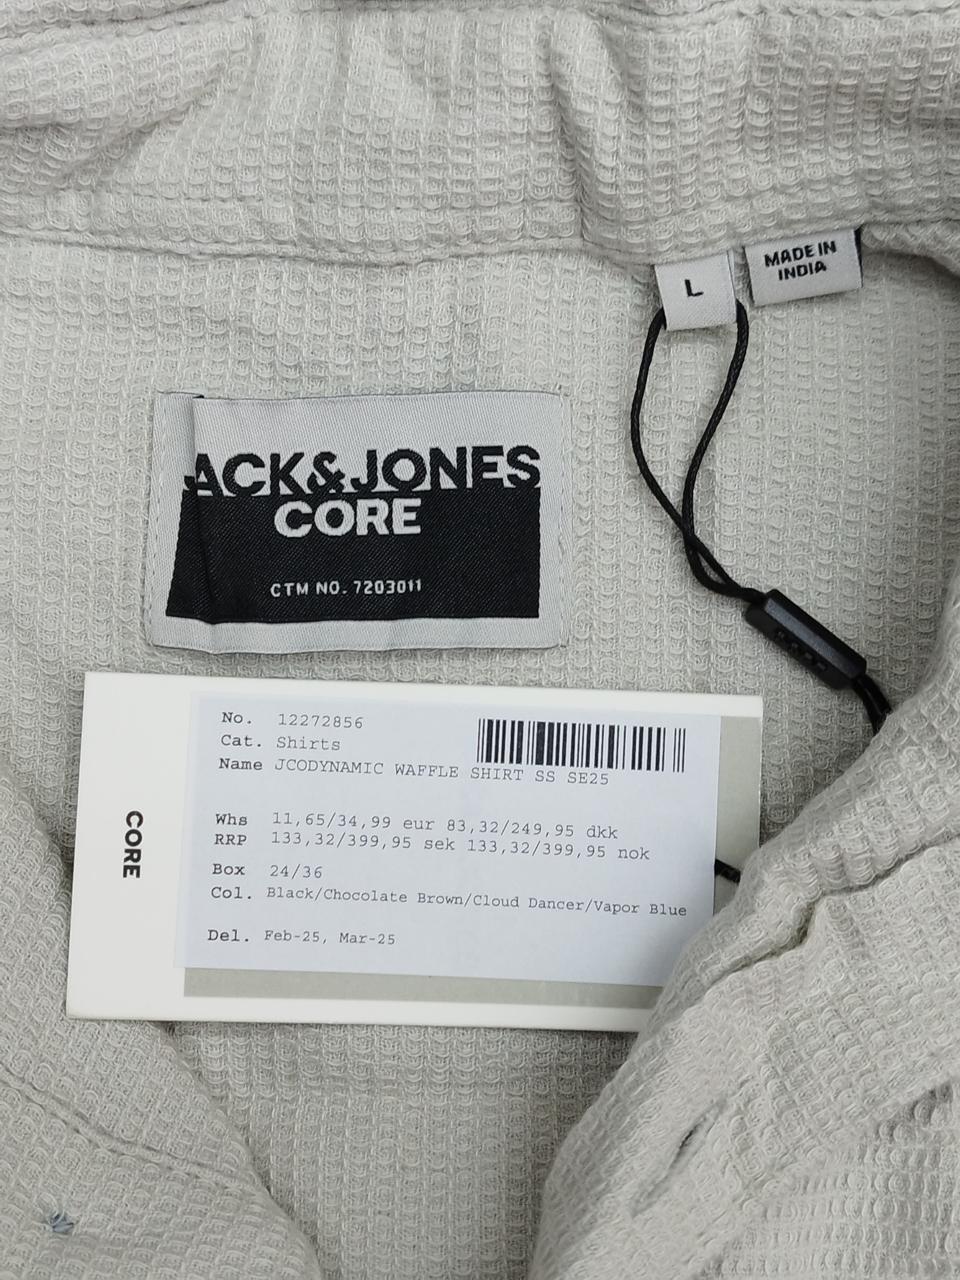 MADE IN
INDIA
L
JACK&JONES
CORE
CTM NO. 7203011
CORE
No. 12272856
Cat. Shirts
Name JCODYNAMIC WAFFLE SHIRT SS SE25
Whs 11,65/34,99 eur 83,32/249,95 dkk
RRP 133,32/399,95 sek 133,32/399,95 nok
Box 24/36
Col. Black/Chocolate Brown/Cloud Dancer/Vapor Blue
Del. Feb-25, Mar-25